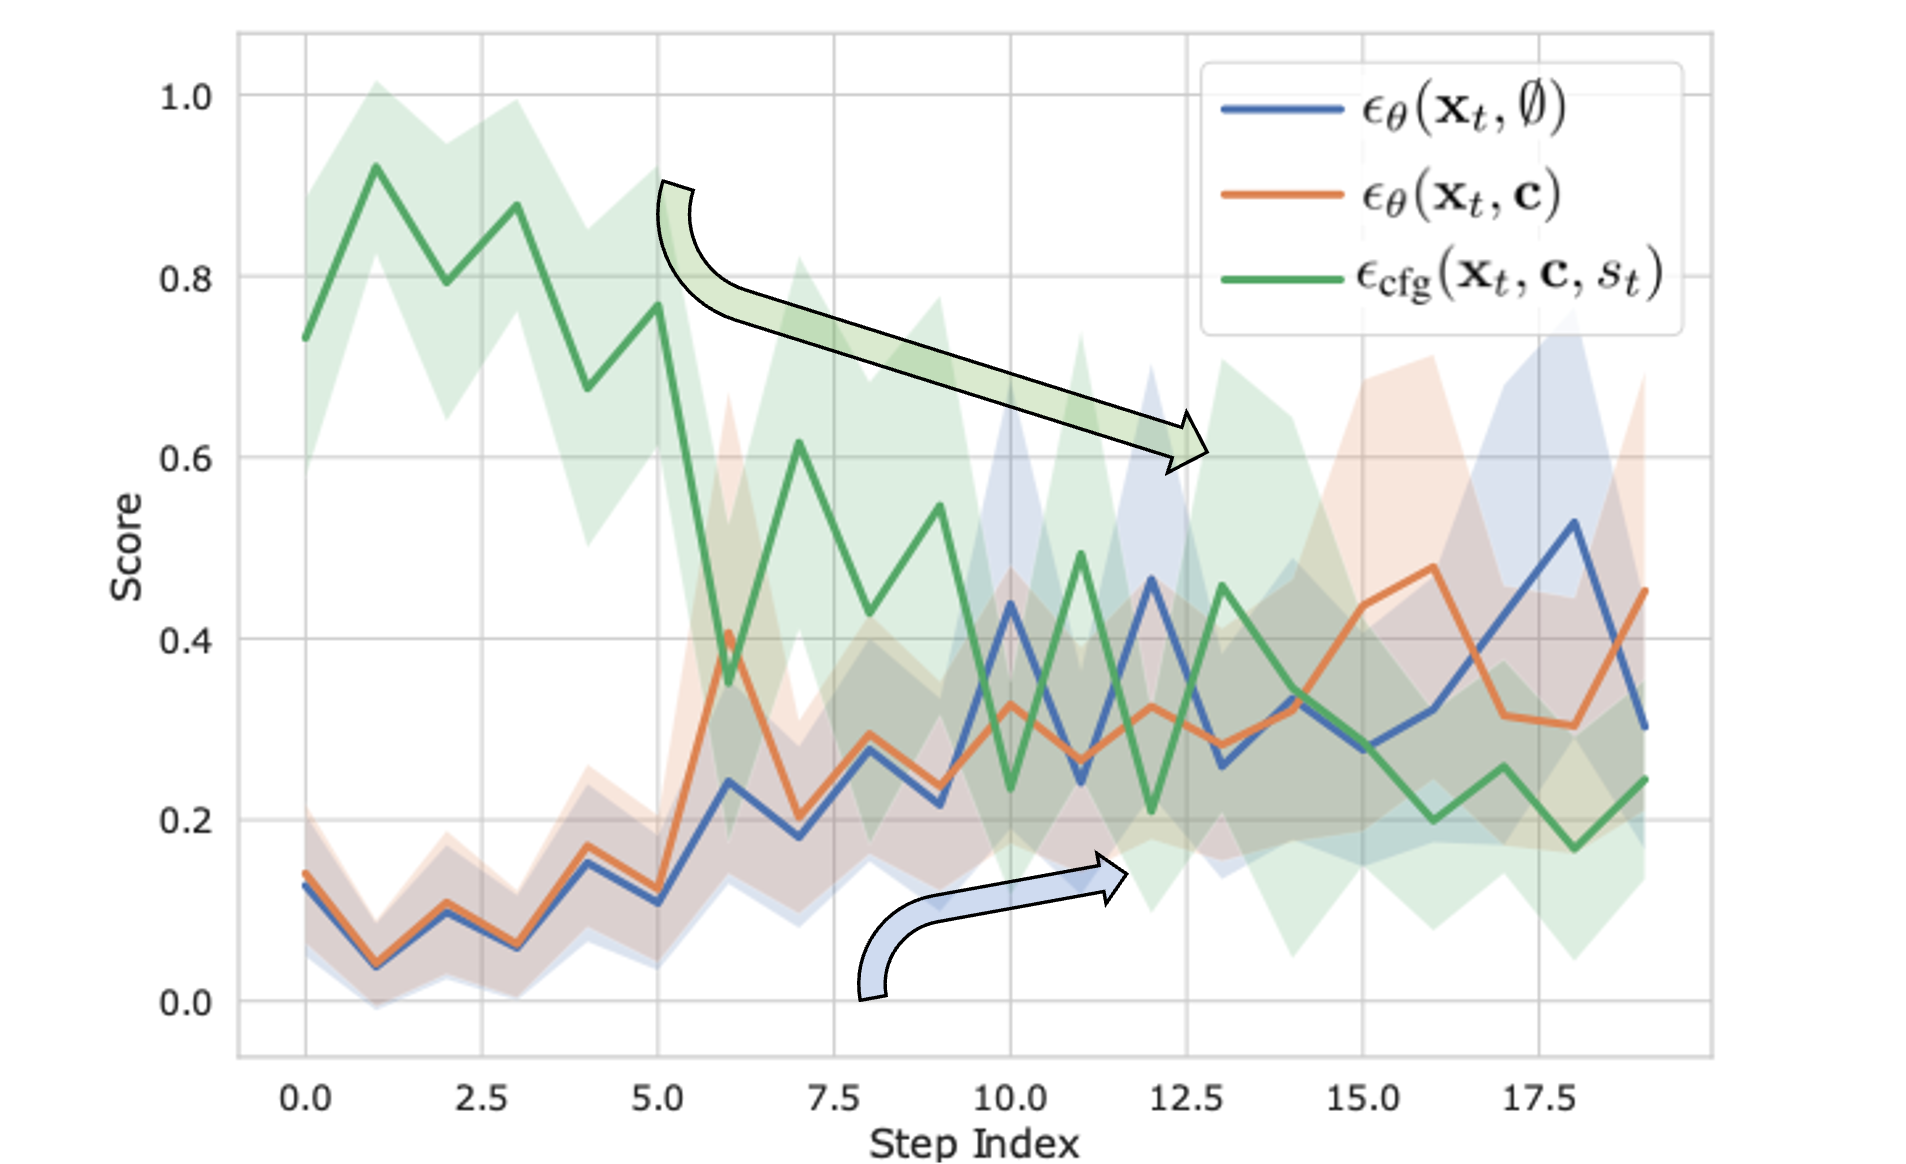 1.0
0.8
0.6
0.4
0.2
0.0
Score
ϵθ(xt, ∅)
ϵθ(xt, c)
ϵcfg(xt, c, st)
0.0 2.5 5.0 7.5 10.0 12.5 15.0 17.5
Step Index